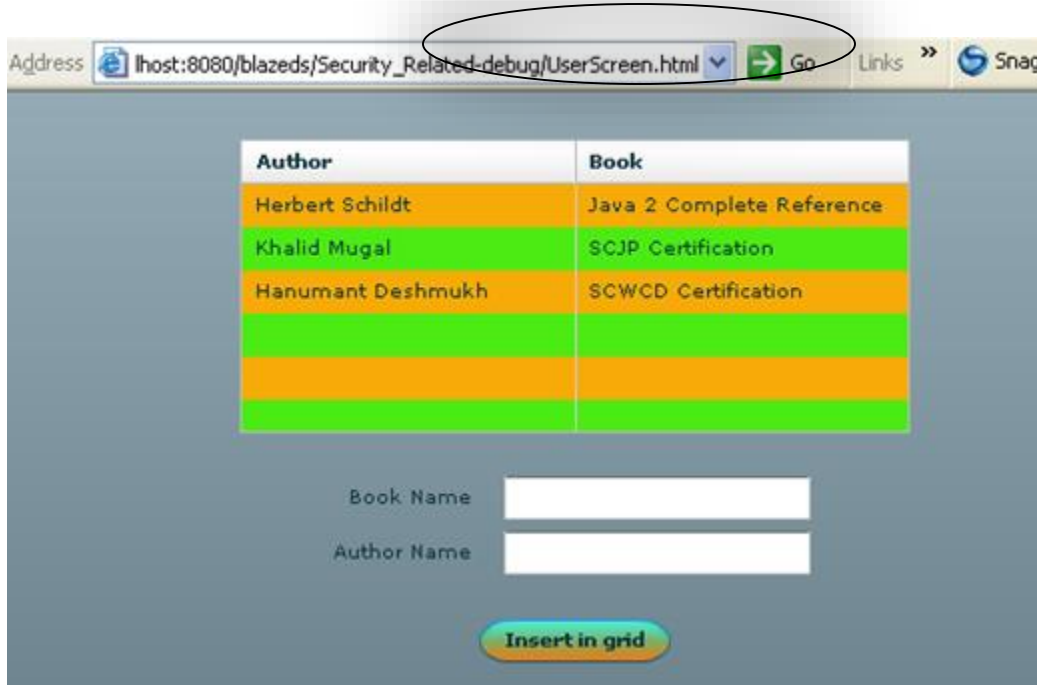 Address lhost:8080/blazeds/Security_Related-debug/UserScreen.html Go Links » Snag
Author Book
Herbert Schildt Java 2 Complete Reference
Khalid Mugal SCJP Certification
Hanumant Deshmukh SCWCD Certification
Book Name
Author Name
Insert in grid